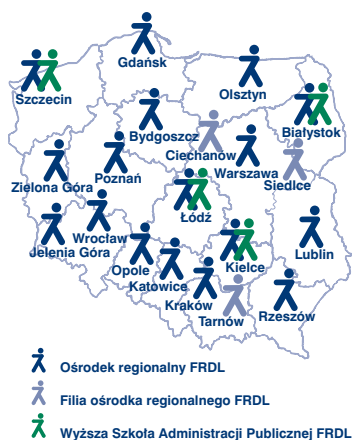 Gdańsk
Szczecin
Olsztyn
Bydgoszcz
Białystok
Ciechanów
Poznań
Warszawa
Zielona Góra
Siedlce
Łódź
Wrocław
Jelenia Góra
Lublin
Opole
Kielce
Katowice
Kraków
Rzeszów
Tarnów
Ośrodek regionalny FRDL
Filia ośrodka regionalnego FRDL
Wyższa Szkoła Administracji Publicznej FRDL